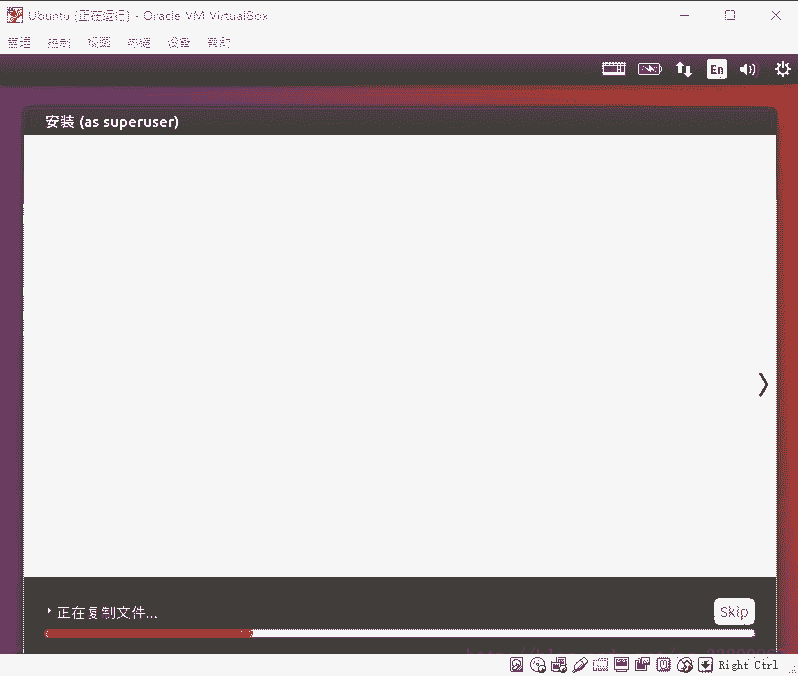 Ubuntu [正在运行] - Oracle VM VirtualBox
管理 控制 视图 热键 设备 帮助
En
安装 (as superuser)
正在复制文件...
Skip
Right Ctrl